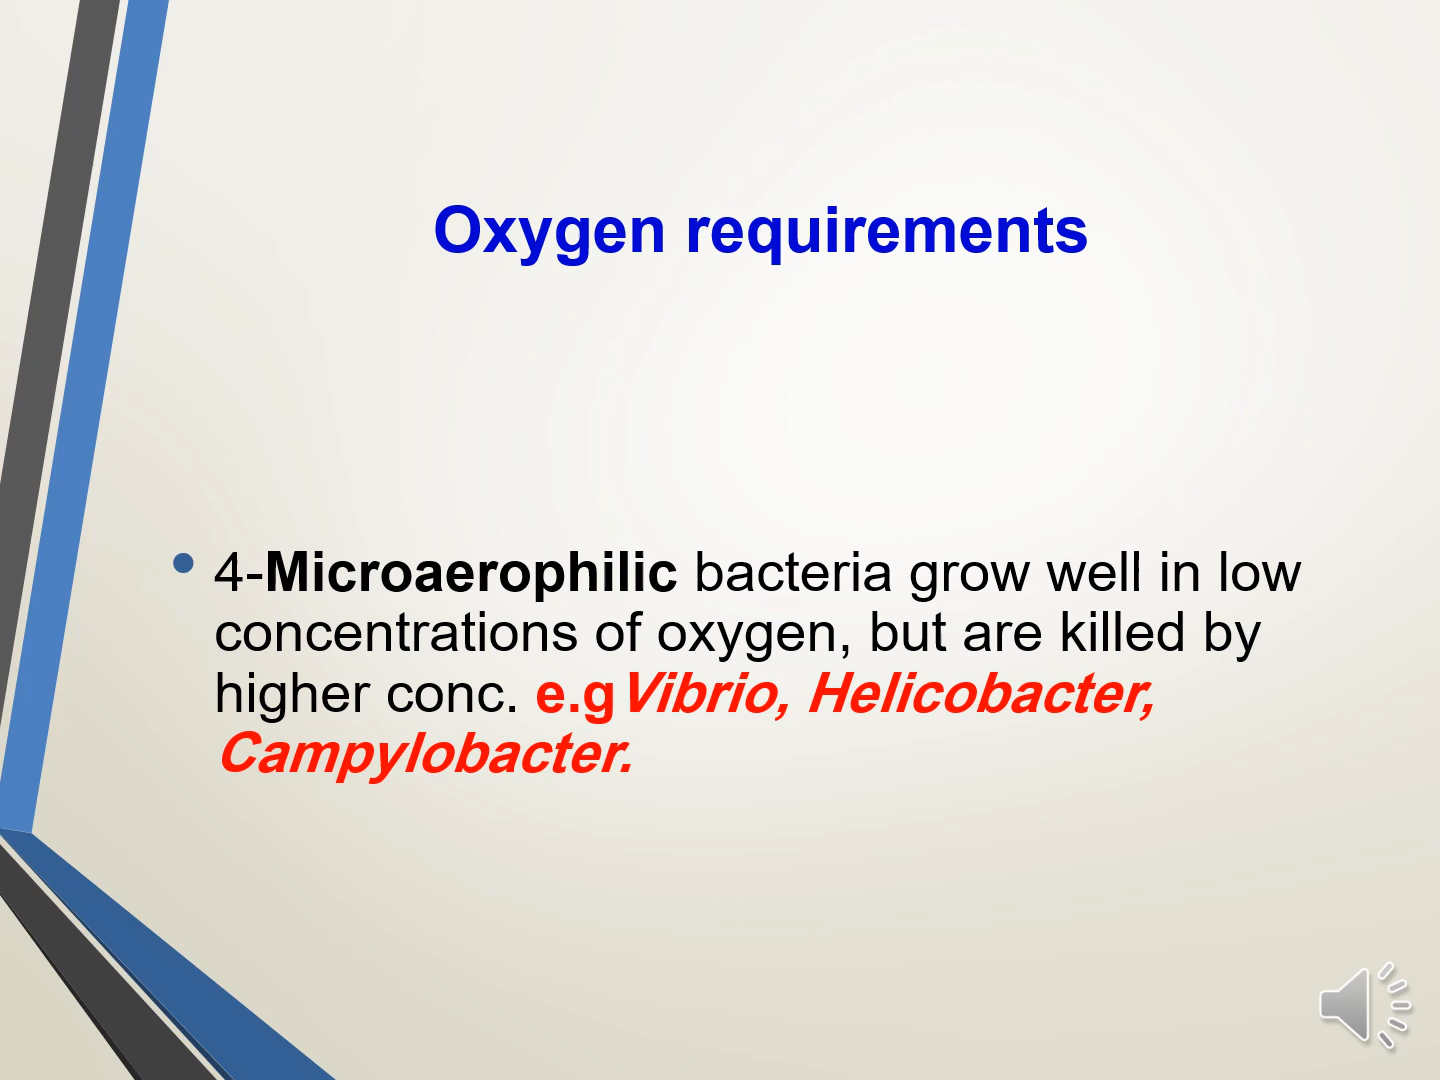 Oxygen requirements
• 4-Microaerophilic bacteria grow well in low
concentrations of oxygen, but are killed by
higher conc. e.gVibrio, Helicobacter,
Campylobacter.